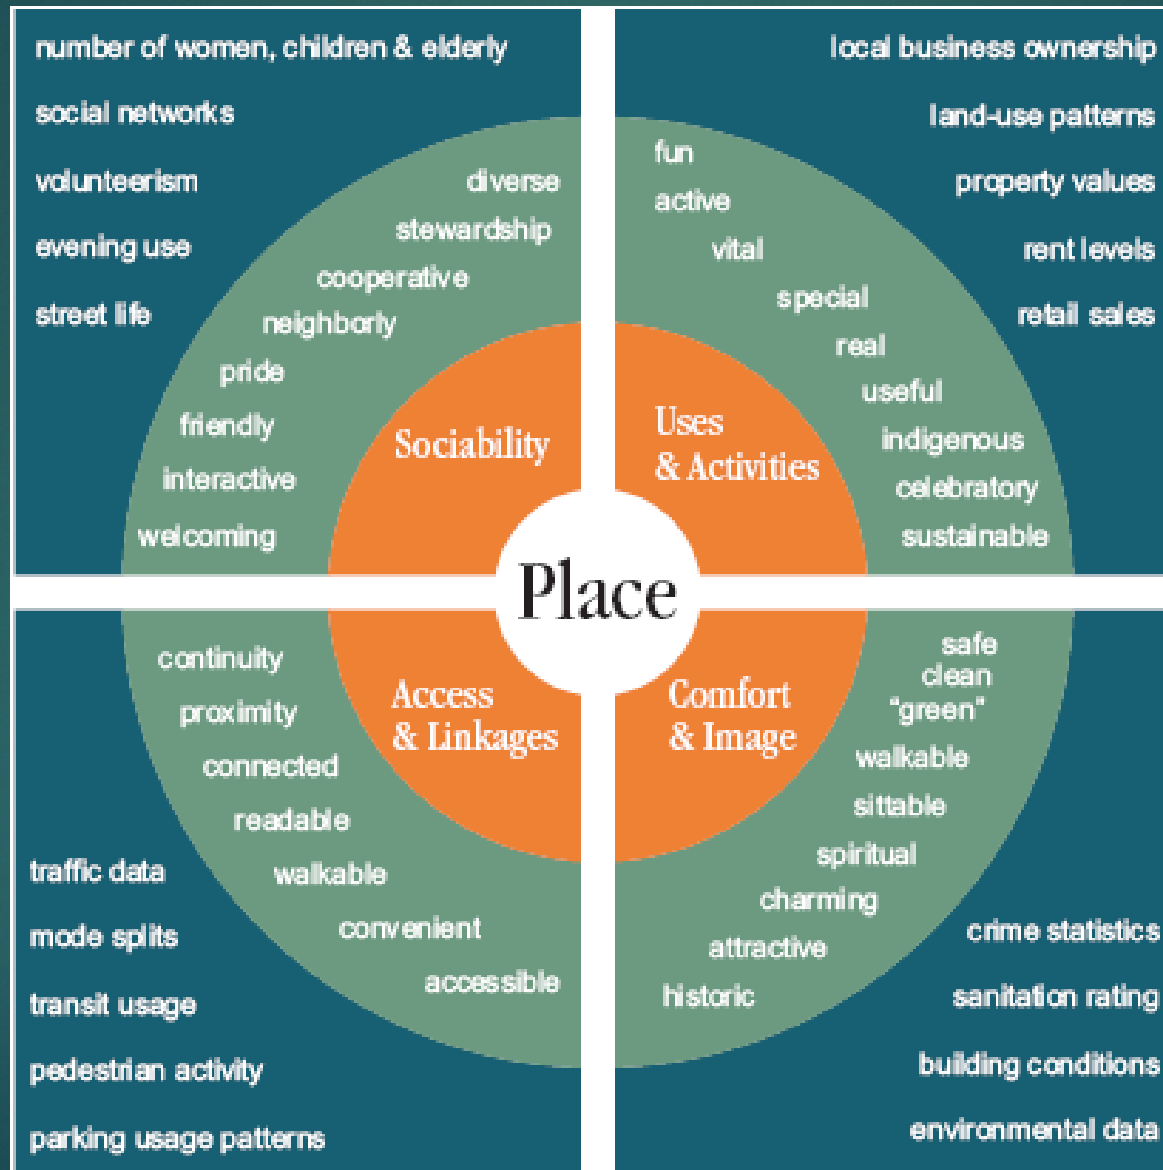 number of women, children & elderly
social networks
volunteerism
evening use
street life
diverse
stewardship
cooperative
neighborly
pride
friendly
interactive
welcoming
Sociability
local business ownership
land-use patterns
property values
rent levels
retail sales
fun
active
vital
special
real
useful
indigenous
celebratory
sustainable
Uses
& Activities
Place
continuity
proximity
connected
readable
walkable
convenient
accessible
Access
& Linkages
traffic data
mode splits
transit usage
pedestrian activity
parking usage patterns
Comfort
& Image
safe
clean
"green"
walkable
sittable
spiritual
charming
attractive
historic
crime statistics
sanitation rating
building conditions
environmental data